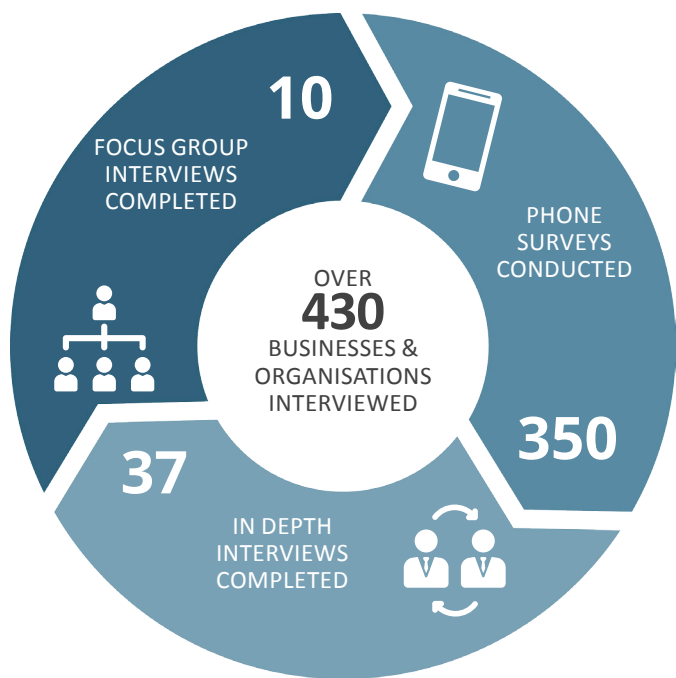 10
FOCUS GROUP
INTERVIEWS
COMPLETED
PHONE
SURVEYS
CONDUCTED
350
OVER
430
BUSINESSES &
ORGANISATIONS
INTERVIEWED
37
IN DEPTH
INTERVIEWS
COMPLETED